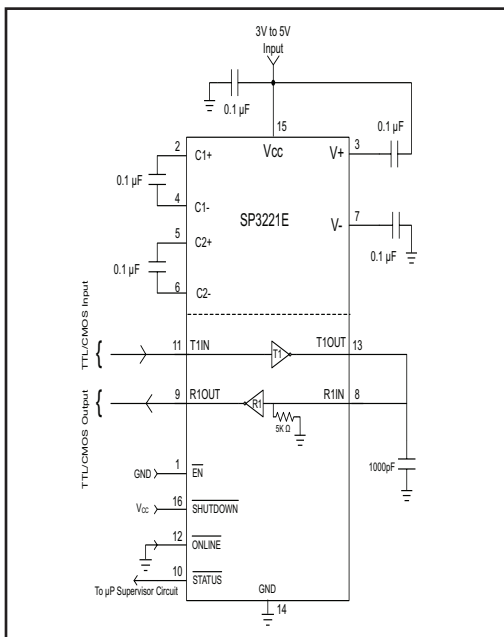 3V to 5V
Input
0.1 µF
15
2
C1+
Vcc
V+
3
0.1 µF
0.1 µF
4
C1-
SP3221E
5
C2+
V-
7
0.1 µF
6
C2-
0.1 µF
TTL/CMOS Input
11
T1IN
T1
T1OUT
13
TTL/CMOS Output
9
R1OUT
R1
R1IN
8
5K Ω
1000pF
GND
1
EN
Vcc
16
SHUTDOWN
12
ONLINE
10
STATUS
To µP Supervisor Circuit
GND
14